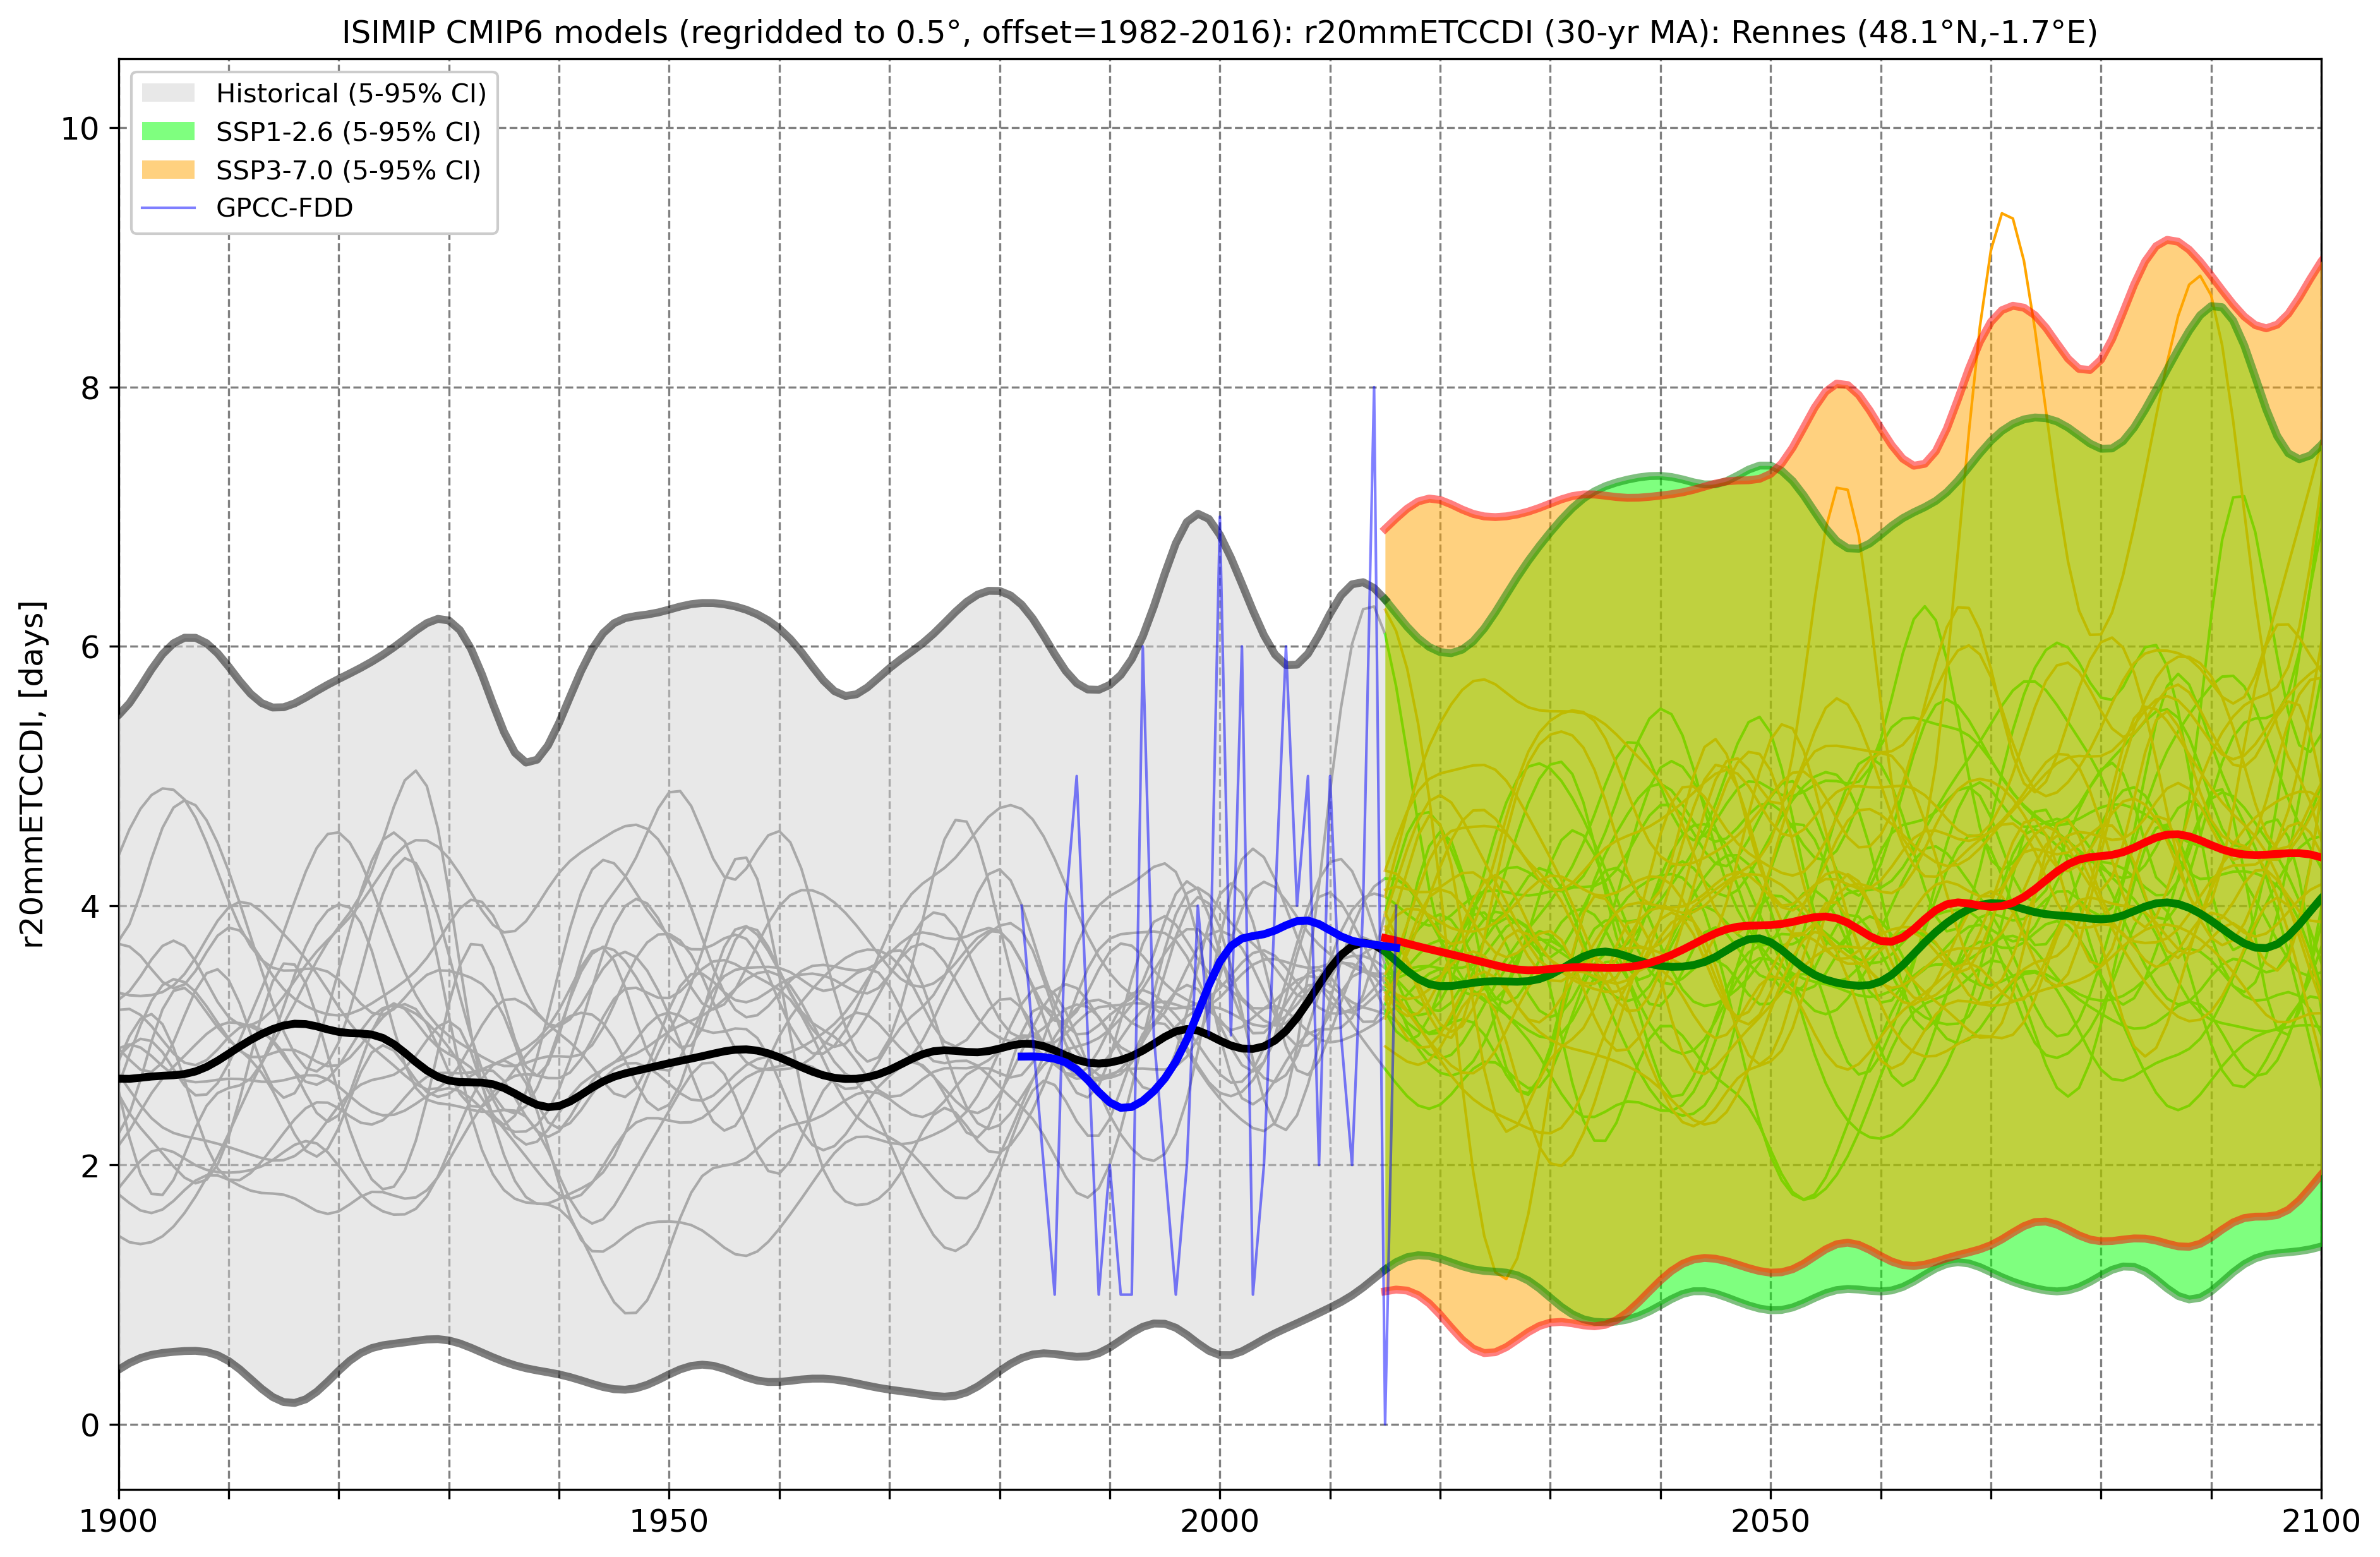 ISIMIP CMIP6 models (regridded to 0.5°, offset=1982-2016): r20mmETCCDI (30-yr MA): Rennes (48.1°N,-1.7°E)
Historical (5-95% CI)
SSP1-2.6 (5-95% CI)
SSP3-7.0 (5-95% CI)
GPCC-FDD
r20mmETCCDI, [days]
10
8
6
4
2
0
1900 1950 2000 2050 2100